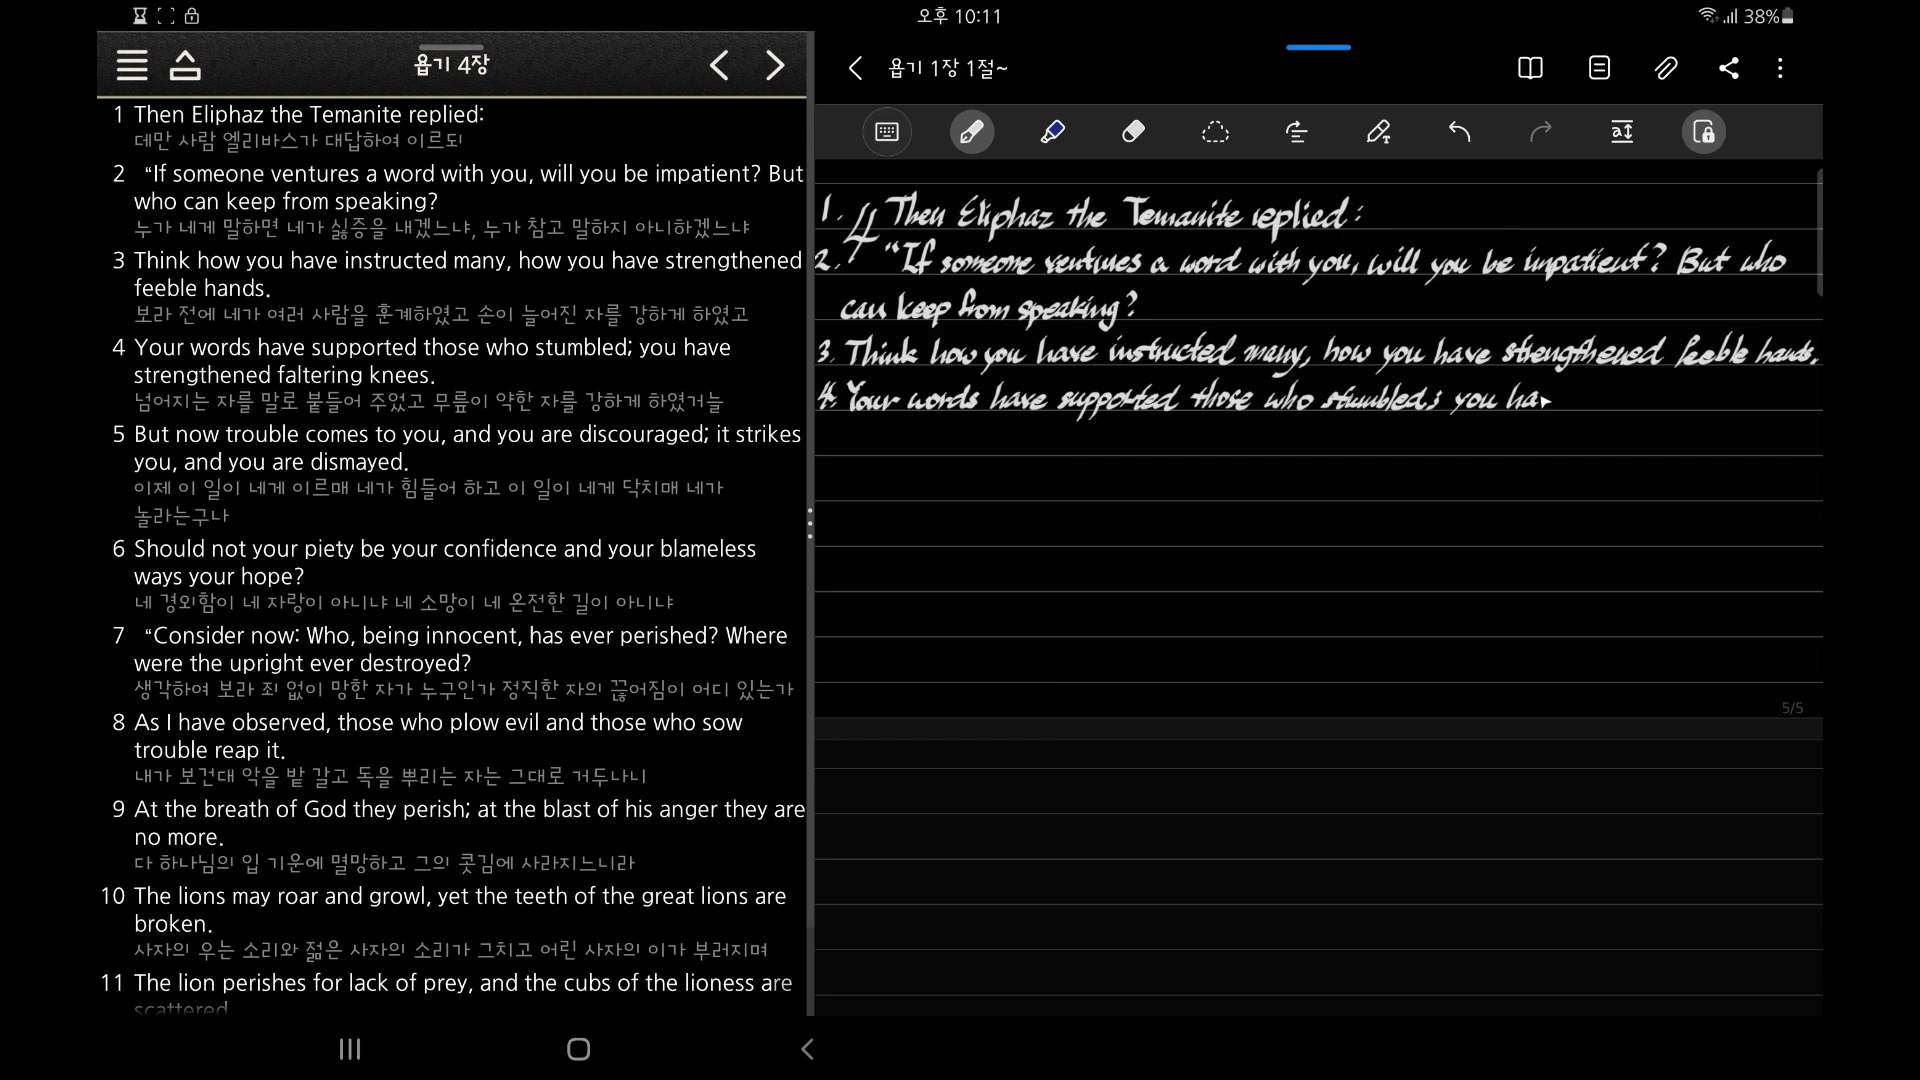 오후 10:11
38%
욥기 4장
1 Then Eliphaz the Temanite replied:
데만 사람 엘리바스가 대답하여 이르되
2 “If someone ventures a word with you, will you be impatient? But
who can keep from speaking?
누가 네게 말하면 네가 싫증을 내겠느냐, 누가 참고 말하지 아니하겠느냐
3 Think how you have instructed many, how you have strengthened
feeble hands.
보라 전에 네가 여러 사람을 훈계하였고 손이 늘어진 자를 강하게 하였고
4 Your words have supported those who stumbled; you have
strengthened faltering knees.
넘어지는 자를 말로 붙들어 주었고 무릎이 약한 자를 강하게 하였거늘
5 But now trouble comes to you, and you are discouraged; it strikes
you, and you are dismayed.
이제 이 일이 네게 이르매 네가 힘들어 하고 이 일이 네게 닥치매 네가
놀라는구나
6 Should not your piety be your confidence and your blameless
ways your hope?
네 경외함이 네 자랑이 아니냐 네 소망이 네 온전한 길이 아니냐
7 “Consider now: Who, being innocent, has ever perished? Where
were the upright ever destroyed?
생각하여 보라 죄 없이 망한 자가 누구인가 정직한 자의 끊어짐이 어디 있는가
8 As I have observed, those who plow evil and those who sow
trouble reap it.
내가 보건대 악을 밭 갈고 독을 뿌리는 자는 그대로 거두나니
9 At the breath of God they perish; at the blast of his anger they are
no more.
다 하나님의 입 기운에 멸망하고 그의 콧김에 사라지느니라
10 The lions may roar and growl, yet the teeth of the great lions are
broken.
사자의 우는 소리와 젊은 사자의 소리가 그치고 어린 사자의 이가 부러지며
11 The lion perishes for lack of prey, and the cubs of the lioness are
scattered
욥기 1장 1절~
1. 4 Then Eliphaz the Temanite replied:
2. “If someone ventures a word with you, will you be impatient? But who
can keep from speaking?
3. Think how you have instructed many, how you have strengthened feeble hands.
4. Your words have supported those who stumbled; you ha
5/5